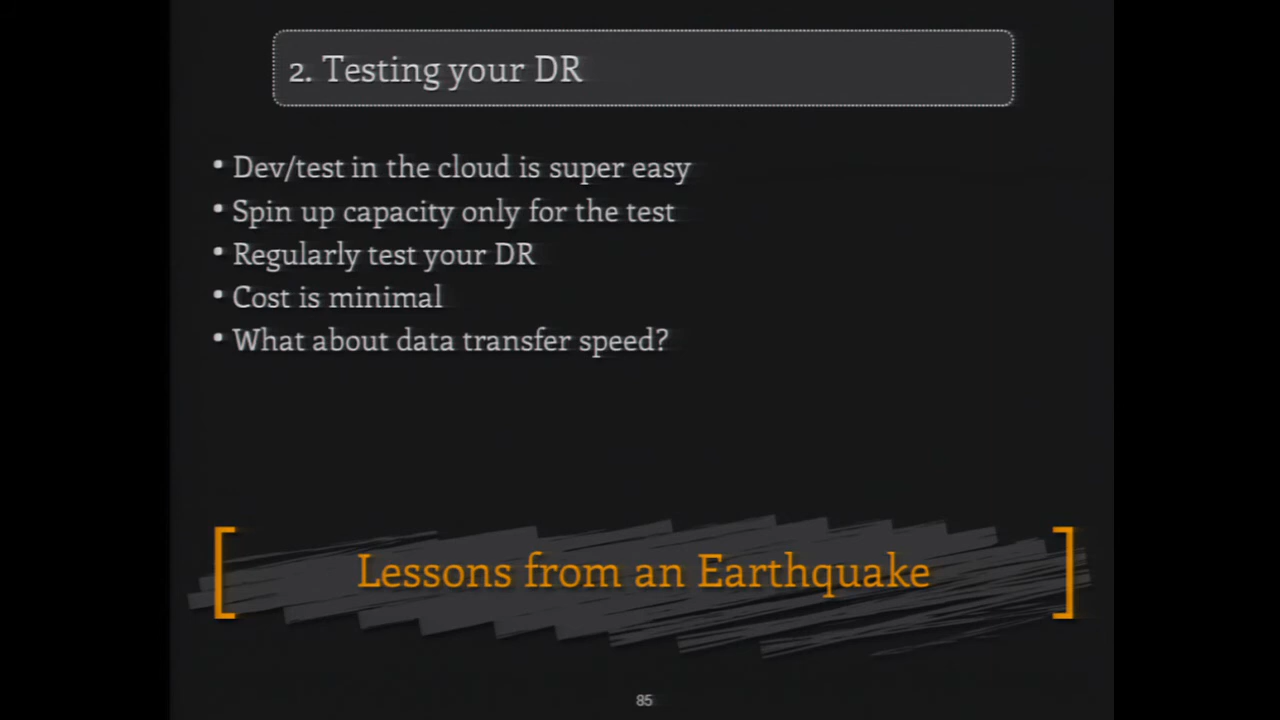 2. Testing your DR
• Dev/test in the cloud is super easy
• Spin up capacity only for the test
• Regularly test your DR
• Cost is minimal
• What about data transfer speed?
[ Lessons from an Earthquake ]
85